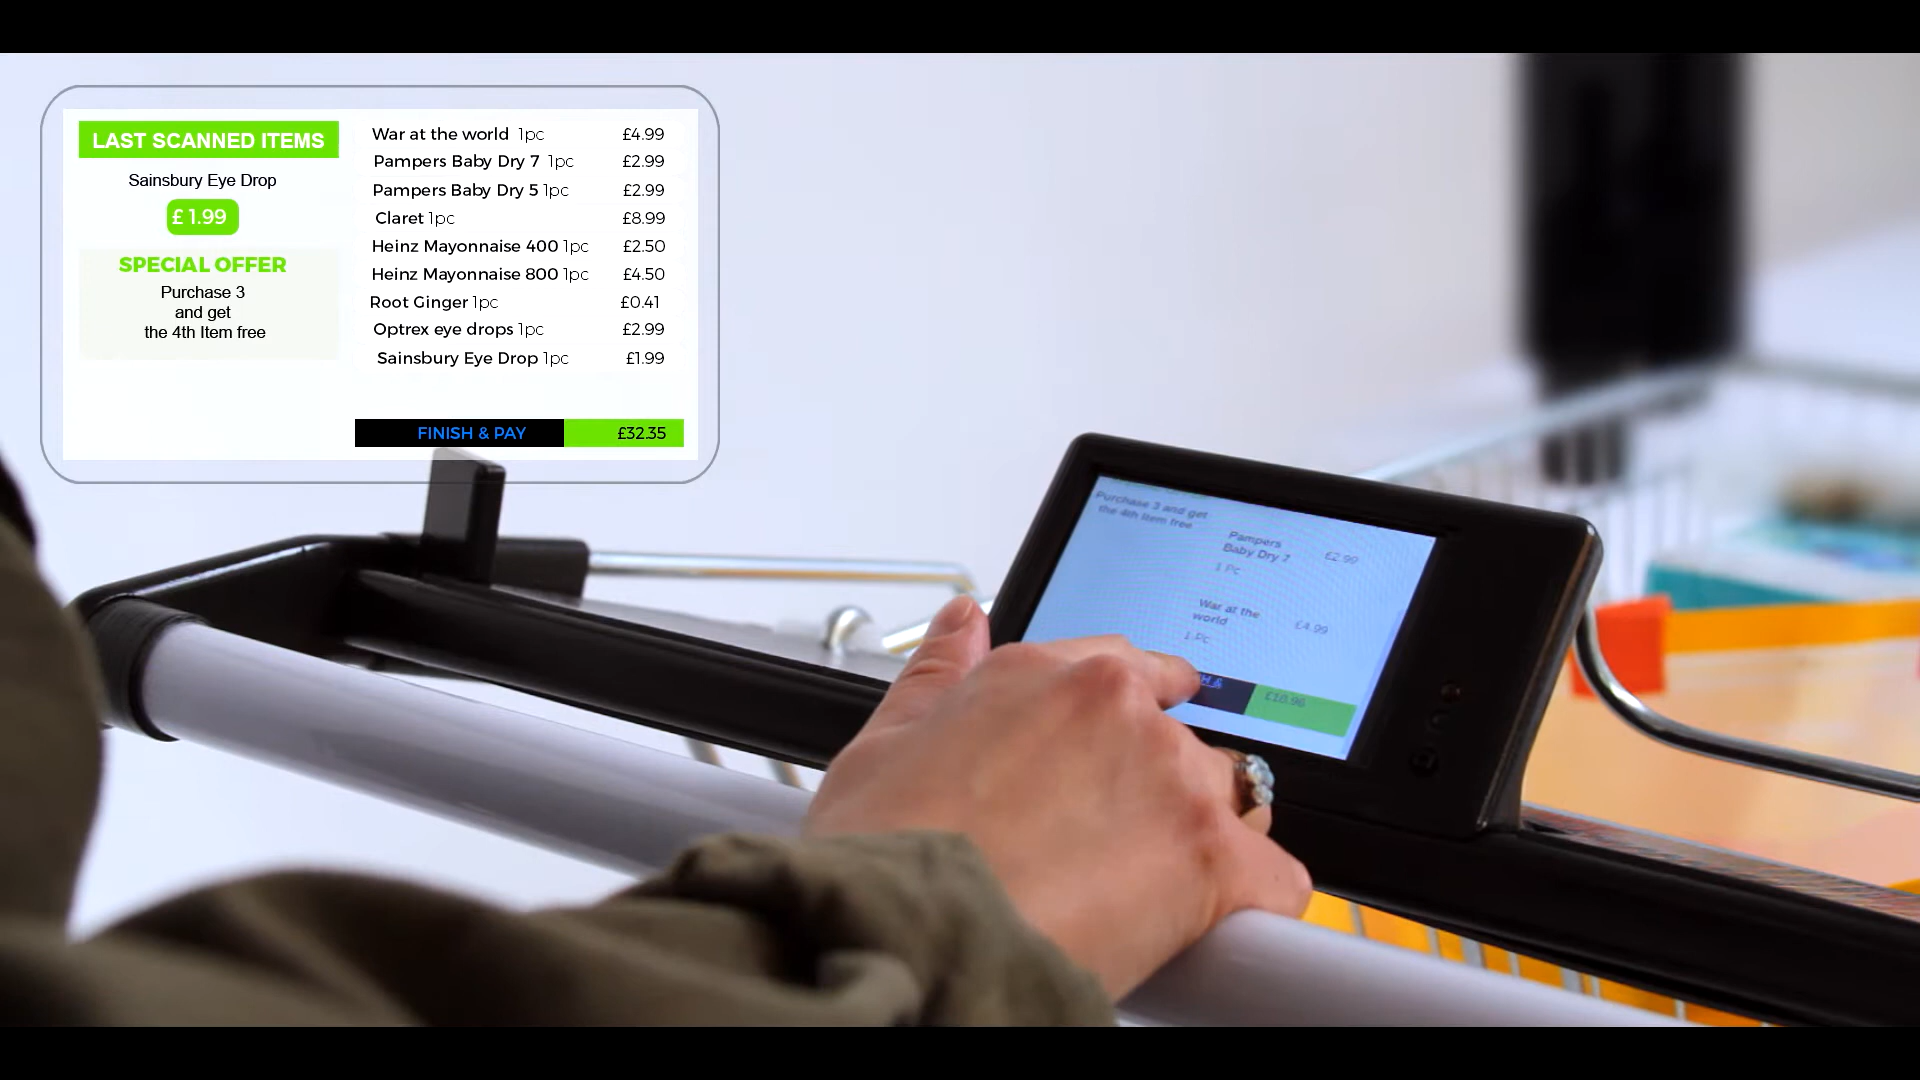 LAST SCANNED ITEMS
Sainsbury Eye Drop
£ 1.99
SPECIAL OFFER
Purchase 3
and get
the 4th Item free
War at the world 1pc £4.99
Pampers Baby Dry 7 1pc £2.99
Pampers Baby Dry 5 1pc £2.99
Claret 1pc £8.99
Heinz Mayonnaise 400 1pc £2.50
Heinz Mayonnaise 800 1pc £4.50
Root Ginger 1pc £0.41
Optrex eye drops 1pc £2.99
Sainsbury Eye Drop 1pc £1.99
FINISH & PAY £32.35
Purchase 3 and get
the 4th Item free
Pampers
Baby Dry 7 £2.99
1 Pc
War at the
world £4.99
1 Pc
H &